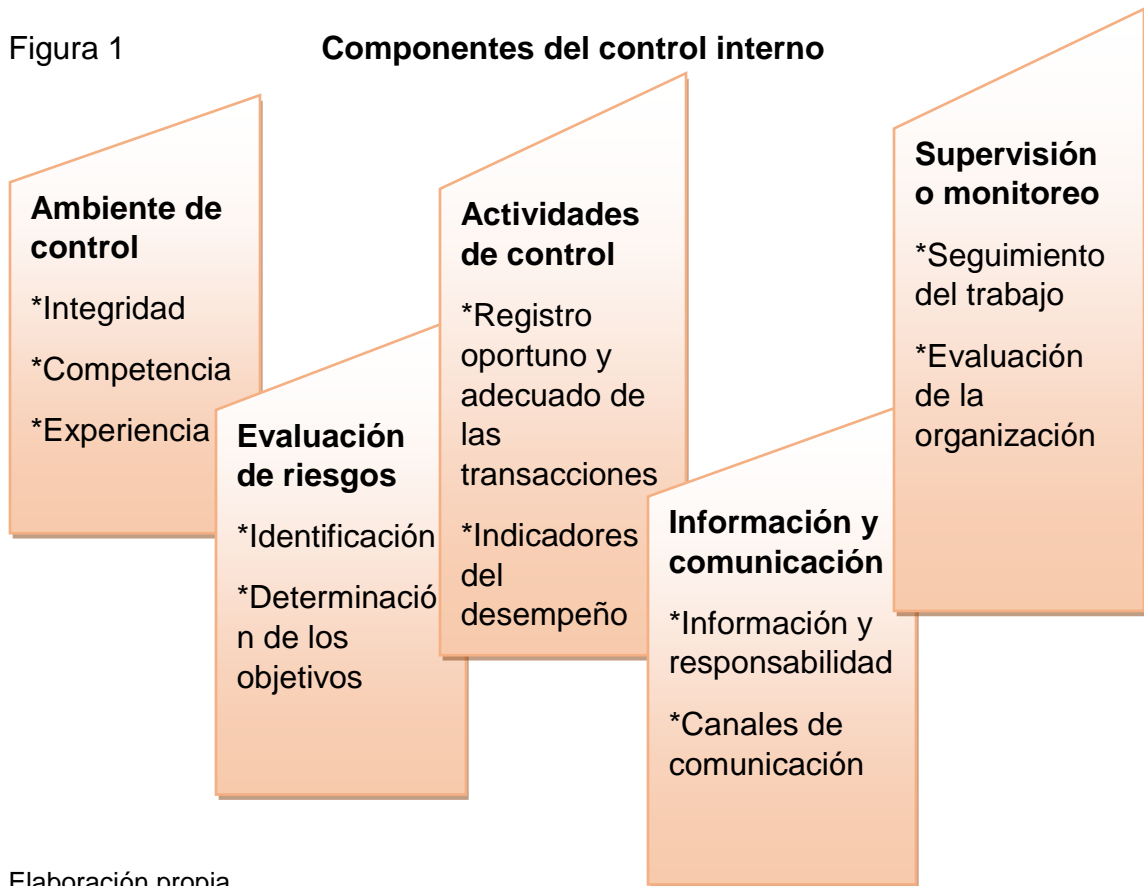 Figura 1
Componentes del control interno
Ambiente de
control
*Integridad
*Competencia
*Experiencia
Evaluación
de riesgos
*Identificación
*Determinació
n de los
objetivos
Actividades
de control
*Registro
oportuno y
adecuado de
las
transacciones
*Indicadores
del
desempeño
Información y
comunicación
*Información y
responsabilidad
*Canales de
comunicación
Supervisión
o monitoreo
*Seguimiento
del trabajo
*Evaluación
de la
organización
Elaboración propia